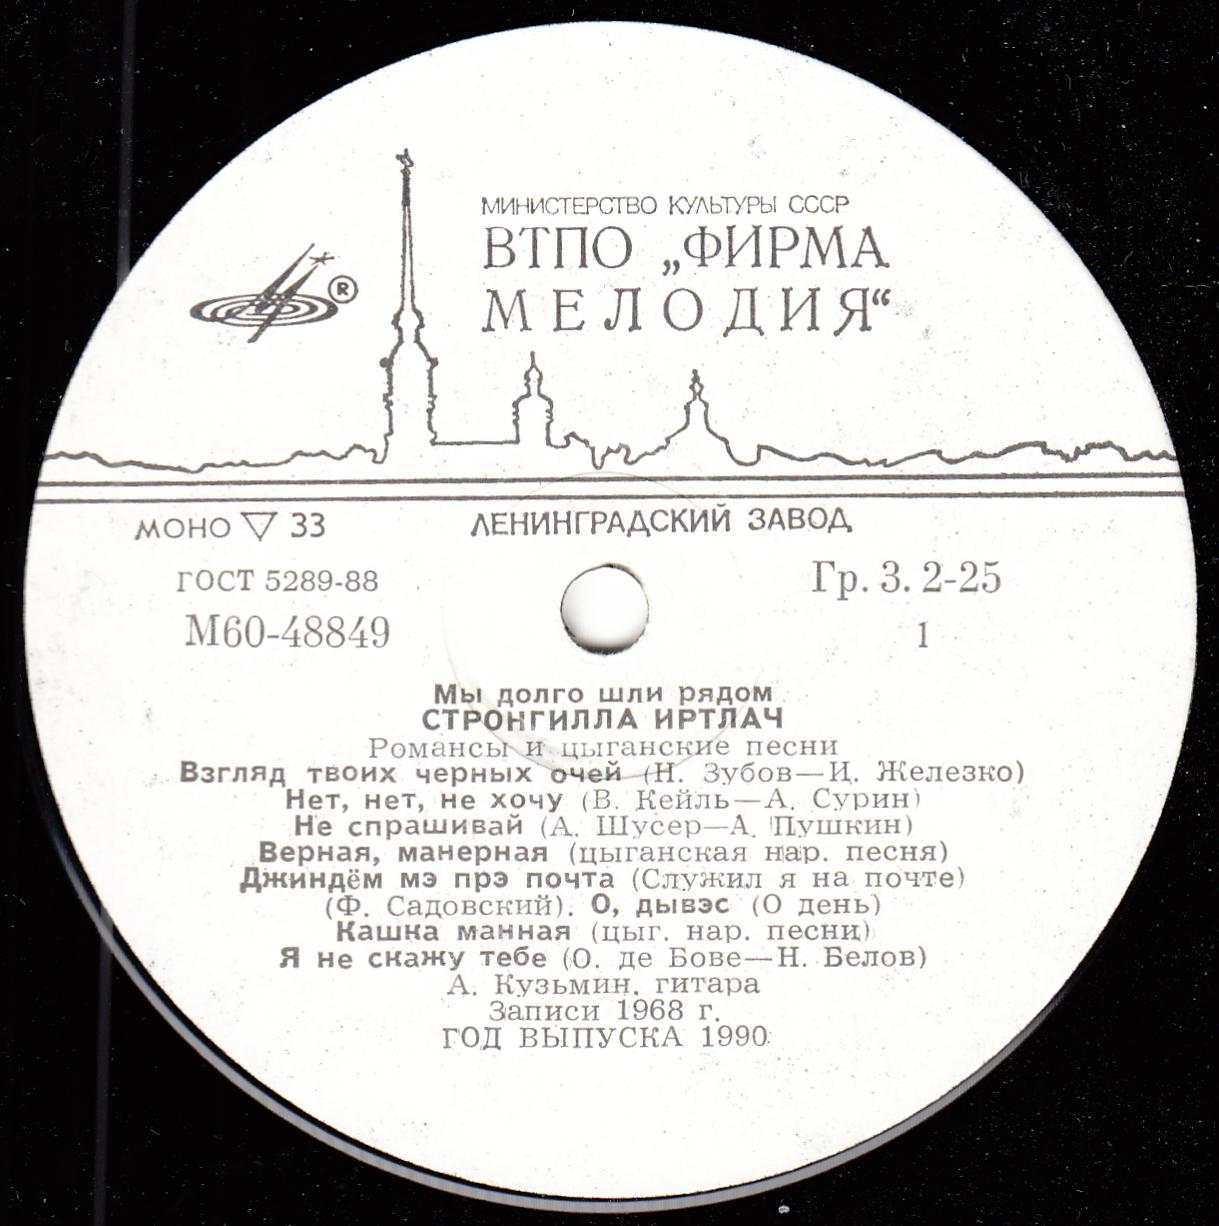 МИНИСТЕРСТВО КУЛЬТУРЫ СССР
ВТПО „ФИРМА
МЕЛОДИЯ“
®
МОНО ▽ 33
ЛЕНИНГРАДСКИЙ ЗАВОД
ГОСТ 5289-88
Гр. 3. 2-25
М60-48849
1
Мы долго шли рядом
СТРОНГИЛЛА ИРТЛАЧ
Романсы и цыганские песни
Взгляд твоих черных очей (Н. Зубов—И. Железко)
Нет, нет, не хочу (В. Кейль—А. Сурин)
Не спрашивай (А. Шусер—А. Пушкин)
Верная, манерная (цыганская нар. песня)
Джиндём мэ прэ почта (Служил я на почте)
(Ф. Садовский). О, дывэс (О день)
Кашка манная (цыг. нар. песни)
Я не скажу тебе (О. де Бове—Н. Белов)
А. Кузьмин, гитара
Записи 1968 г.
ГОД ВЫПУСКА 1990